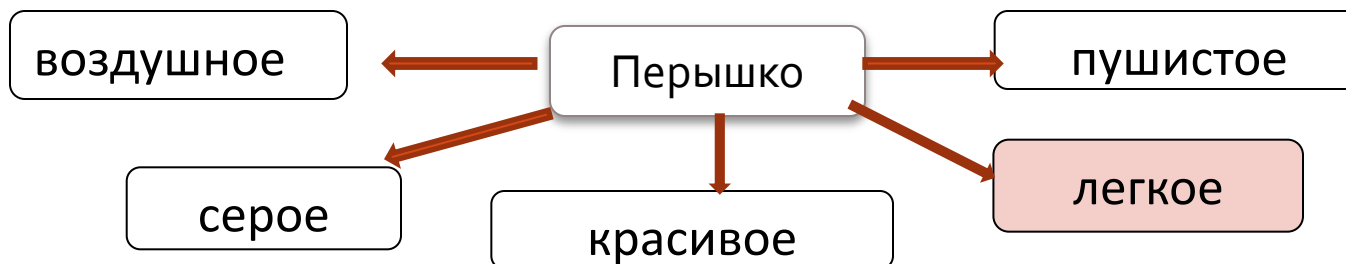 воздушное
Перышко
пушистое
серое
красивое
легкое